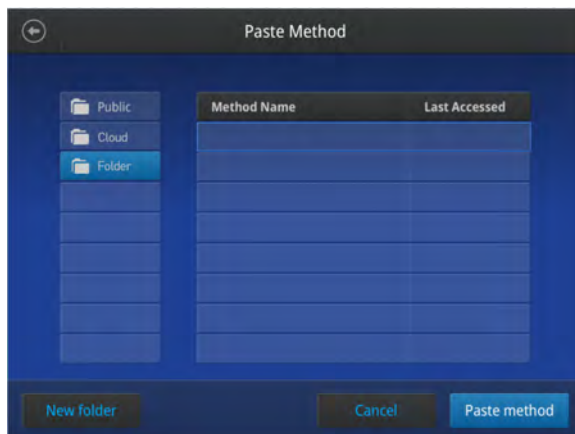 Paste Method
Public
Method Name Last Accessed
Cloud
Folder
New folder Cancel Paste method